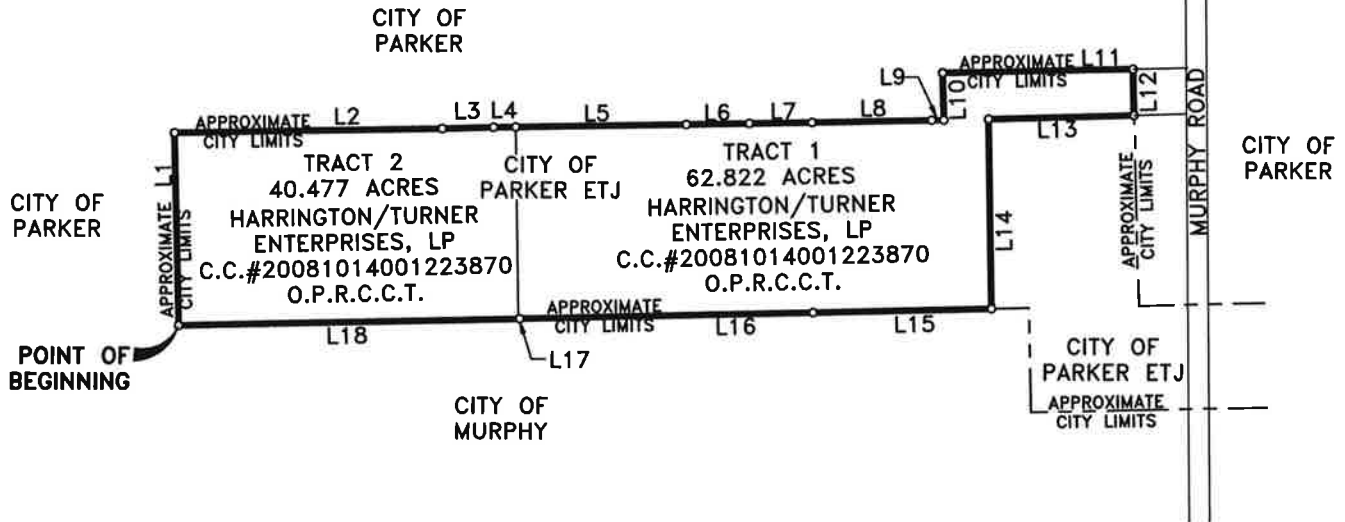 CITY OF
PARKER
APPROXIMATE L11
CITY LIMITS
L9
L10
L12
MURPHY ROAD
APPROXIMATE
CITY LIMITS
L2
L3
L4
L5
L6
L7
L8
L13
L1
APPROXIMATE
CITY LIMITS
CITY OF
PARKER
TRACT 2
40.477 ACRES
HARRINGTON/TURNER
ENTERPRISES, LP
C.C.#20081014001223870
O.P.R.C.C.T.
CITY OF
PARKER ETJ
TRACT 1
62.822 ACRES
HARRINGTON/TURNER
ENTERPRISES, LP
C.C.#20081014001223870
O.P.R.C.C.T.
L14
APPROXIMATE
CITY LIMITS
CITY OF
PARKER
APPROXIMATE
CITY LIMITS
L18
L17
L16
L15
POINT OF
BEGINNING
CITY OF
PARKER ETJ
APPROXIMATE
CITY LIMITS
CITY OF
MURPHY